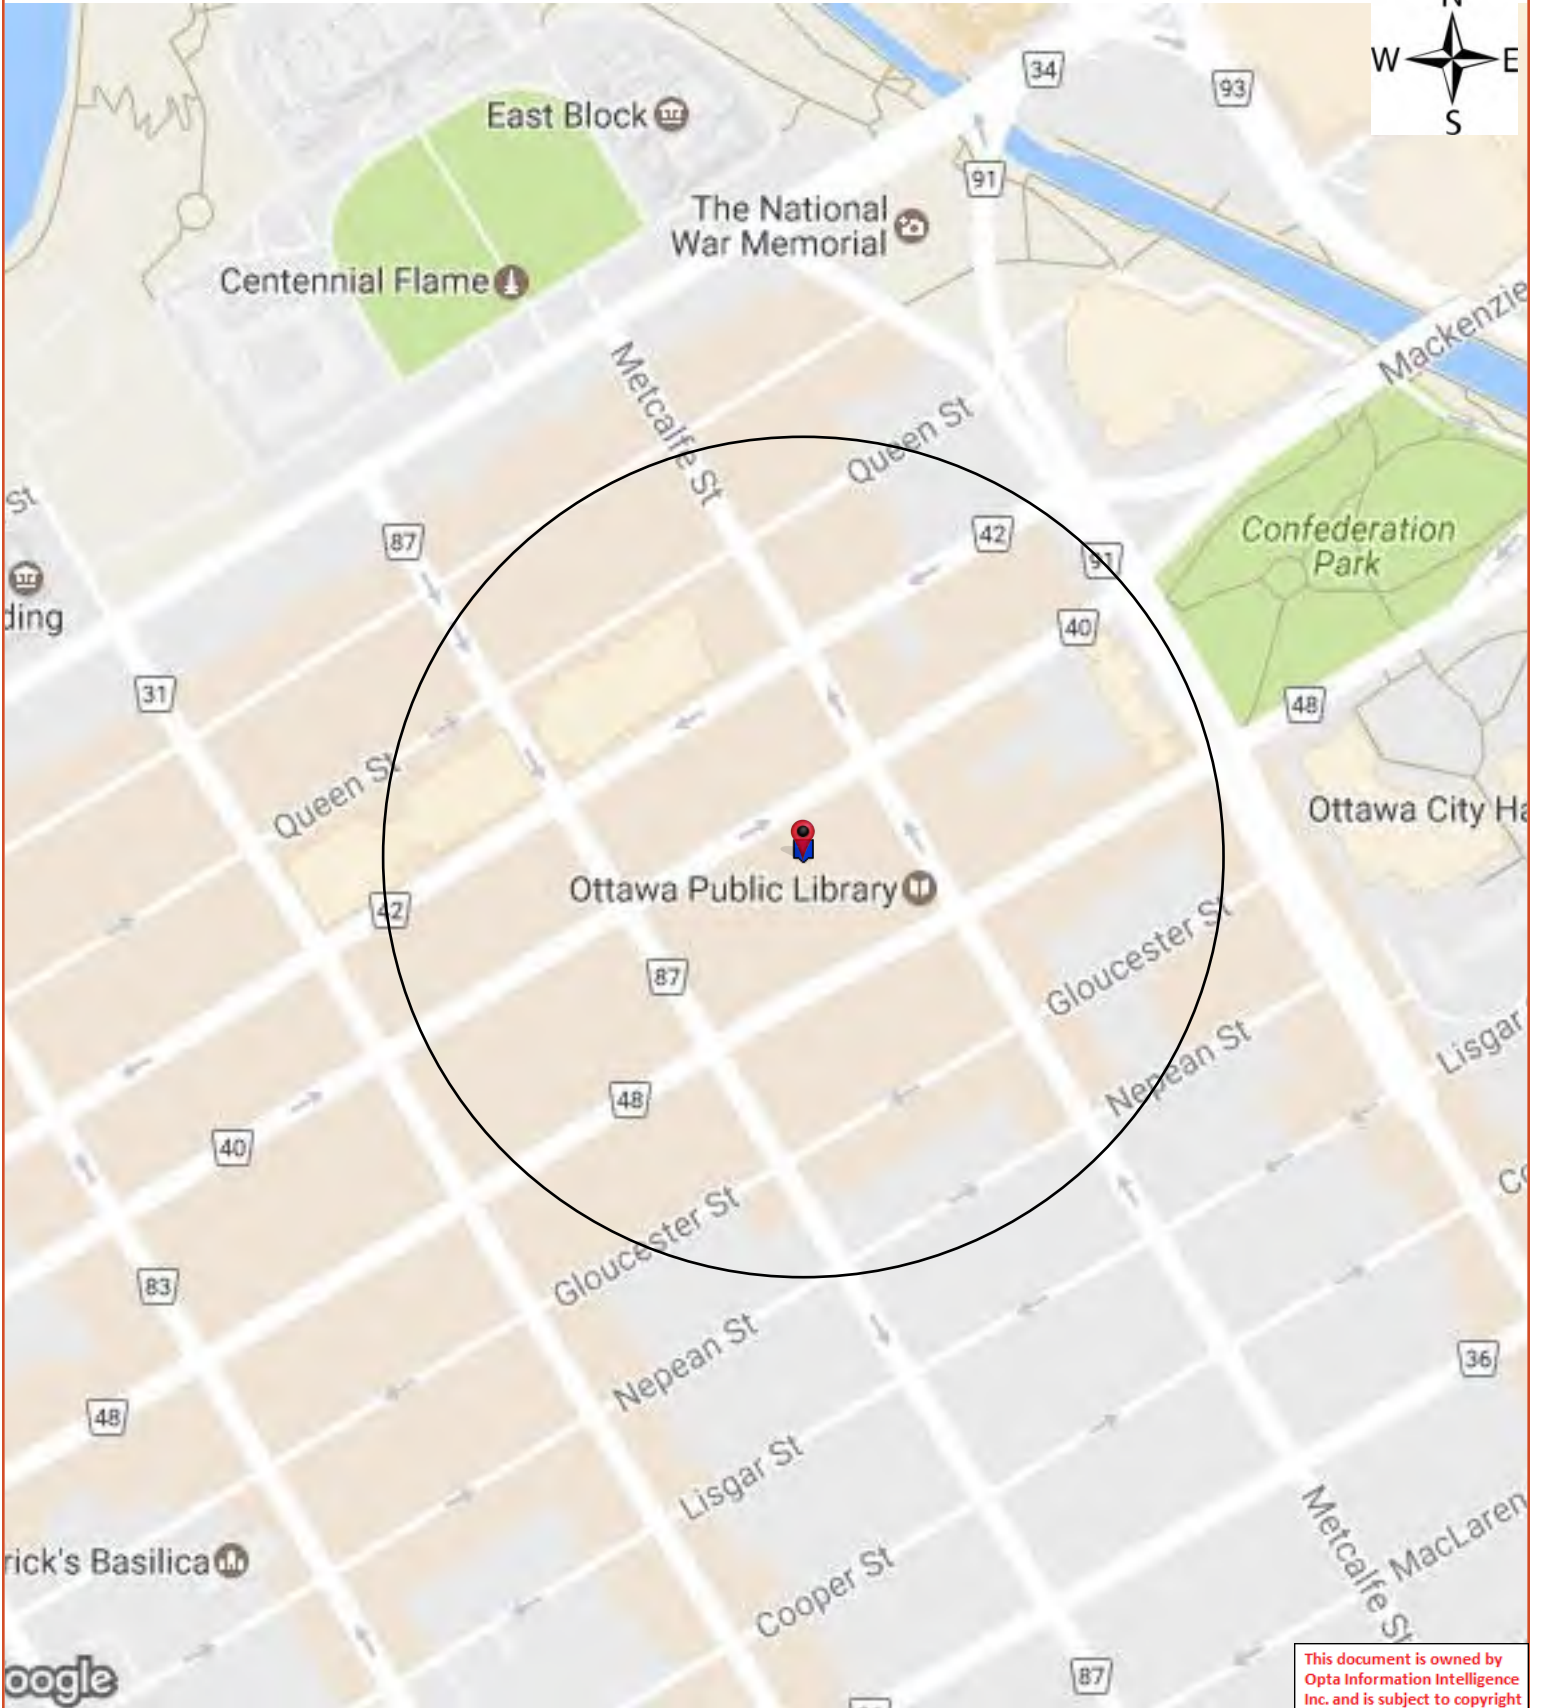 N
W E
S
34
93
East Block
91
The National
War Memorial
Centennial Flame
Mackenzie
Metcalfe St
Queen St
St
42
Confederation
Park
87
91
ding
40
31
48
Queen St
Ottawa City Ha
Ottawa Public Library
42
Gloucester St
87
Nepean St
Lisgar
48
40
Co
Gloucester St
83
Nepean St
36
48
Lisgar St
Metcalfe St
MacLaren
rick's Basilica
Cooper St
87
oogle
This document is owned by
Opta Information Intelligence
Inc. and is subject to copyright